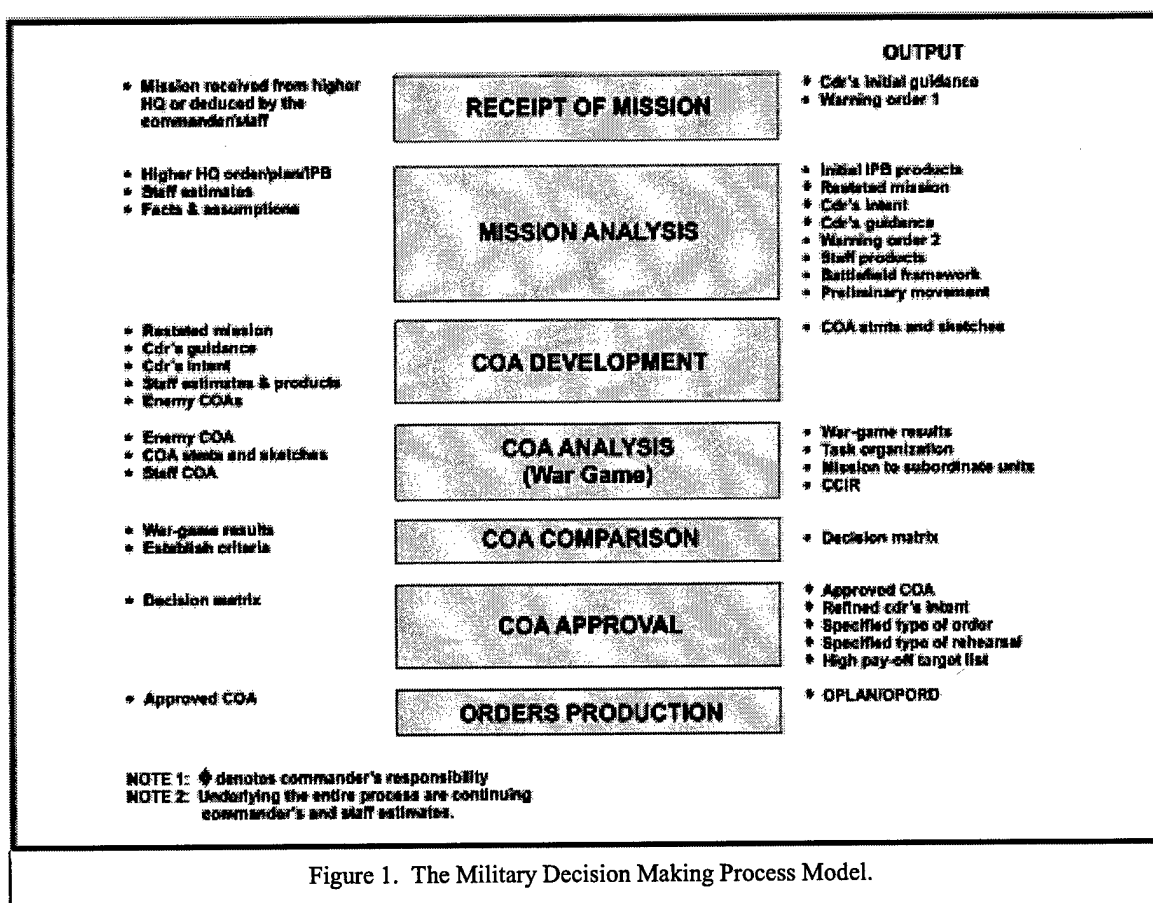 OUTPUT
* Mission received from higher
HQ or deduced by the
commander/staff
RECEIPT OF MISSION
* Cdr's initial guidance
* Warning order 1
* Higher HQ order/plan/IPB
* Staff estimates
* Facts & assumptions
MISSION ANALYSIS
* Initial IPB products
* Restated mission
* Cdr's intent
* Cdr's guidance
* Warning order 2
* Staff products
* Battlefield framework
* Preliminary movement
* Restated mission
* Cdr's guidance
* Cdr's intent
* Staff estimates & products
* Enemy COAs
COA DEVELOPMENT
* COA stmts and sketches
* Enemy COA
* COA stmts and sketches
* Staff COA
COA ANALYSIS
(War Game)
* War-game results
* Task organization
* Mission to subordinate units
* CCIR
* War-game results
* Establish criteria
COA COMPARISON
* Decision matrix
* Decision matrix
COA APPROVAL
* Approved COA
* Refined cdr's intent
* Specified type of order
* Specified type of rehearsal
* High pay-off target list
* Approved COA
ORDERS PRODUCTION
* OPLAN/OPORD
NOTE 1: ♦ denotes commander's responsibility
NOTE 2: Underlying the entire process are continuing
commander's and staff estimates.
Figure 1. The Military Decision Making Process Model.